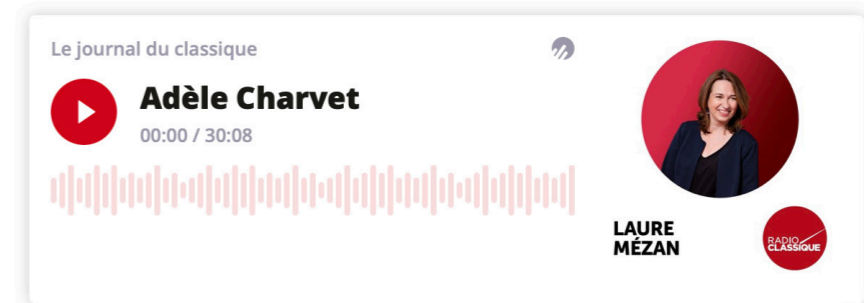 Le journal du classique
Adèle Charvet
00:00 / 30:08
LAURE
MÉZAN
RADIO
CLASSIQUE